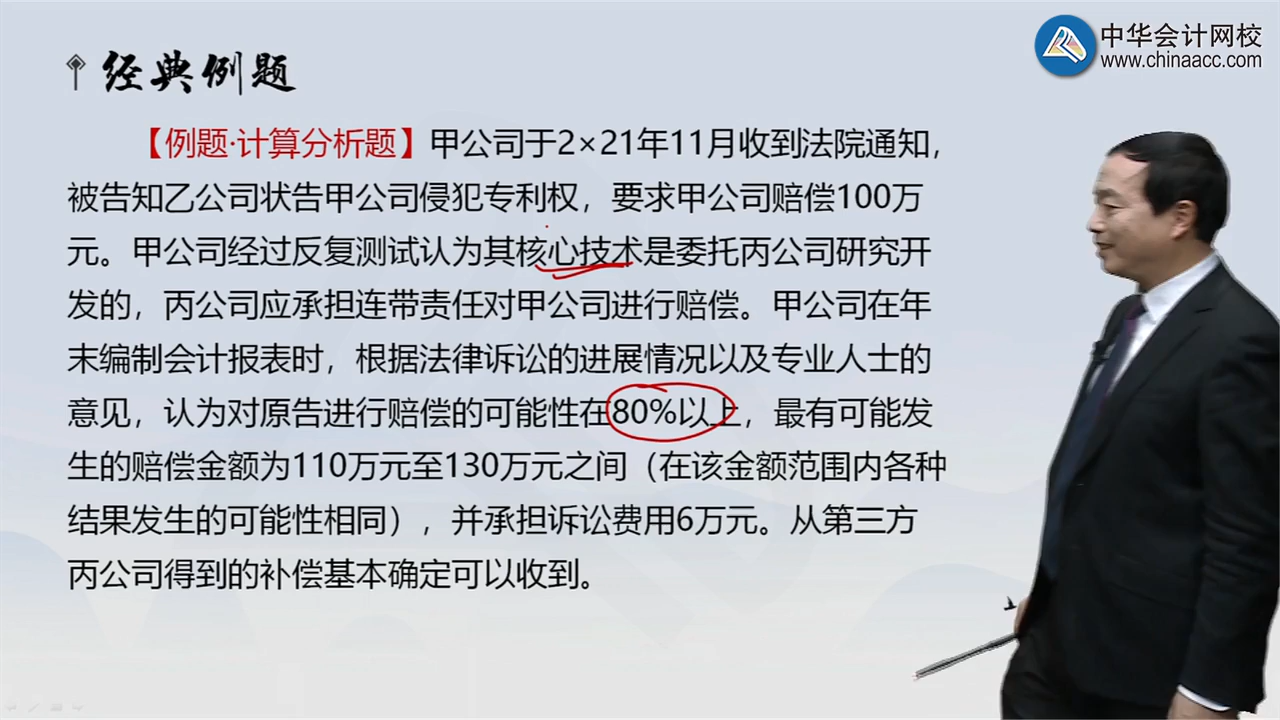 中华会计网校
www.chinaacc.com
经典例题
【例题·计算分析题】甲公司于2×21年11月收到法院通知，
被告知乙公司状告甲公司侵犯专利权，要求甲公司赔偿100万
元。甲公司经过反复测试认为其核心技术是委托丙公司研究开
发的，丙公司应承担连带责任对甲公司进行赔偿。甲公司在年
末编制会计报表时，根据法律诉讼的进展情况以及专业人士的
意见，认为对原告进行赔偿的可能性在80%以上，最有可能发
生的赔偿金额为110万元至130万元之间（在该金额范围内各种
结果发生的可能性相同），并承担诉讼费用6万元。从第三方
丙公司得到的补偿基本确定可以收到。